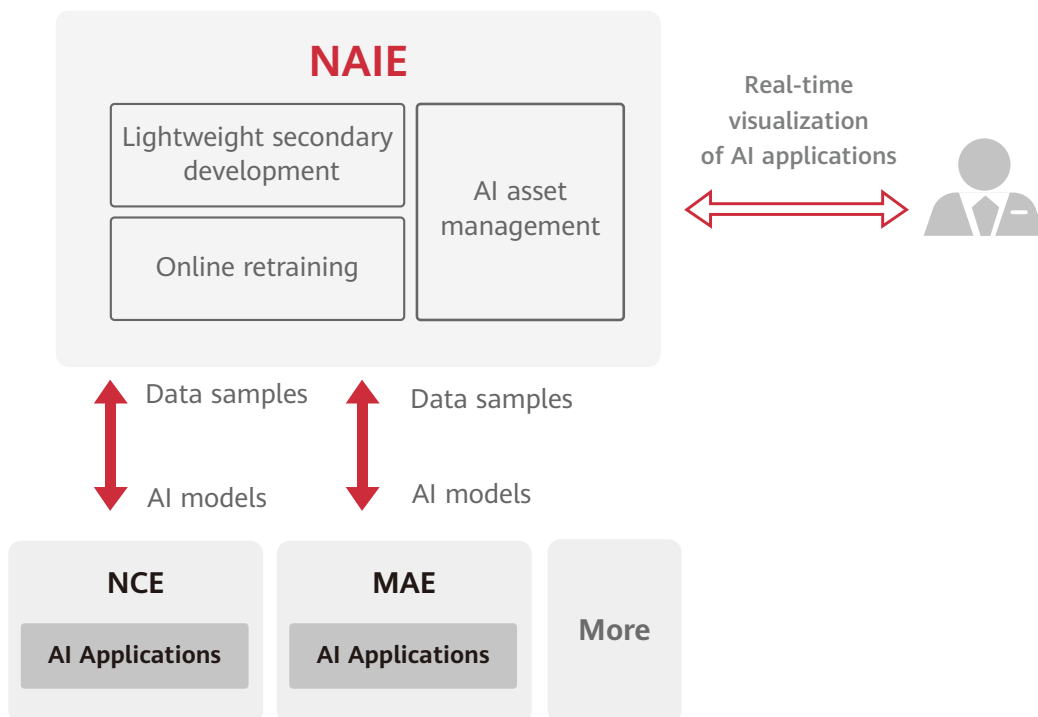 NAIE
Lightweight secondary
development
Online retraining
AI asset
management
Real-time
visualization
of AI applications
Data samples
AI models
Data samples
AI models
NCE
AI Applications
MAE
AI Applications
More